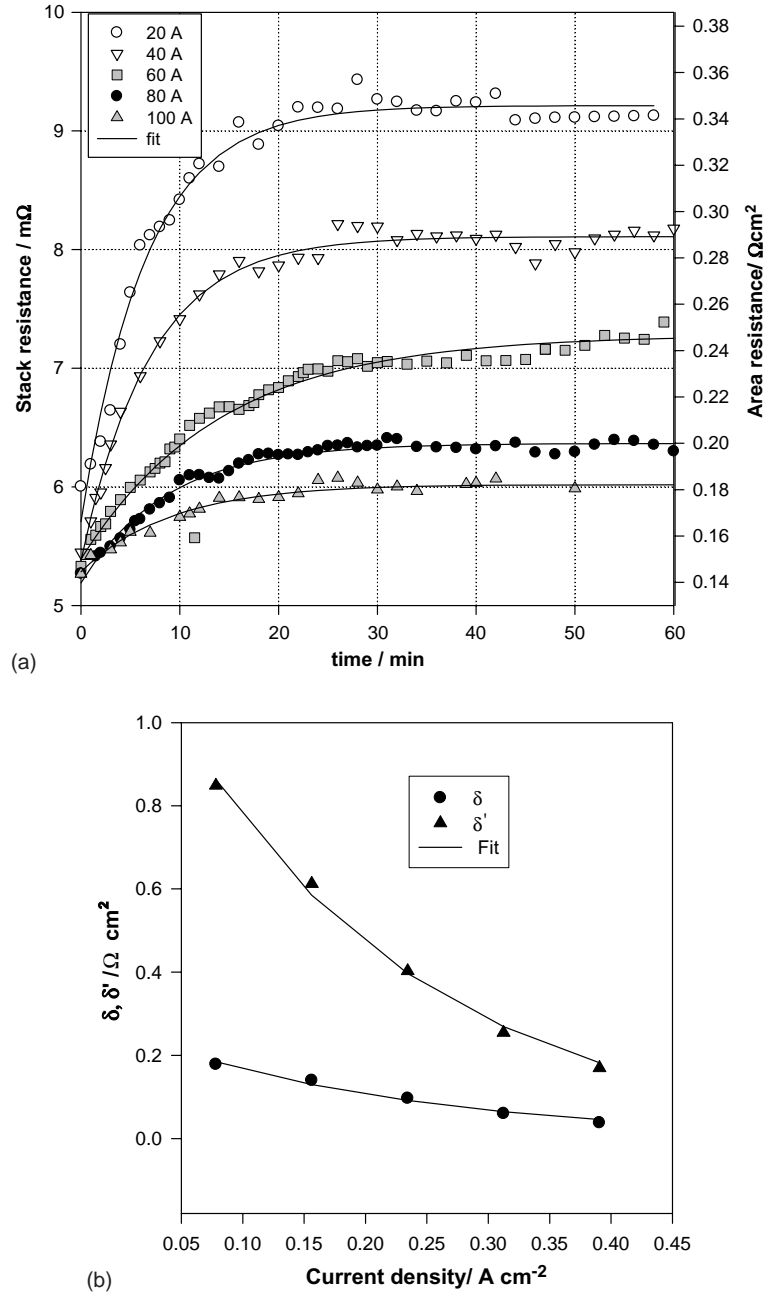 10
9
8
7
6
5
Stack resistance / mΩ
20 A
40 A
60 A
80 A
100 A
fit
0.38
0.36
0.34
0.32
0.30
0.28
0.26
0.24
0.22
0.20
0.18
0.16
0.14
Area resistance/ Ωcm²
0 10 20 30 40 50 60
time / min
(a)
1.0
0.8
0.6
0.4
0.2
0.0
δ, δ' /Ω cm²
δ
δ'
Fit
0.05 0.10 0.15 0.20 0.25 0.30 0.35 0.40 0.45
Current density/ A cm⁻²
(b)